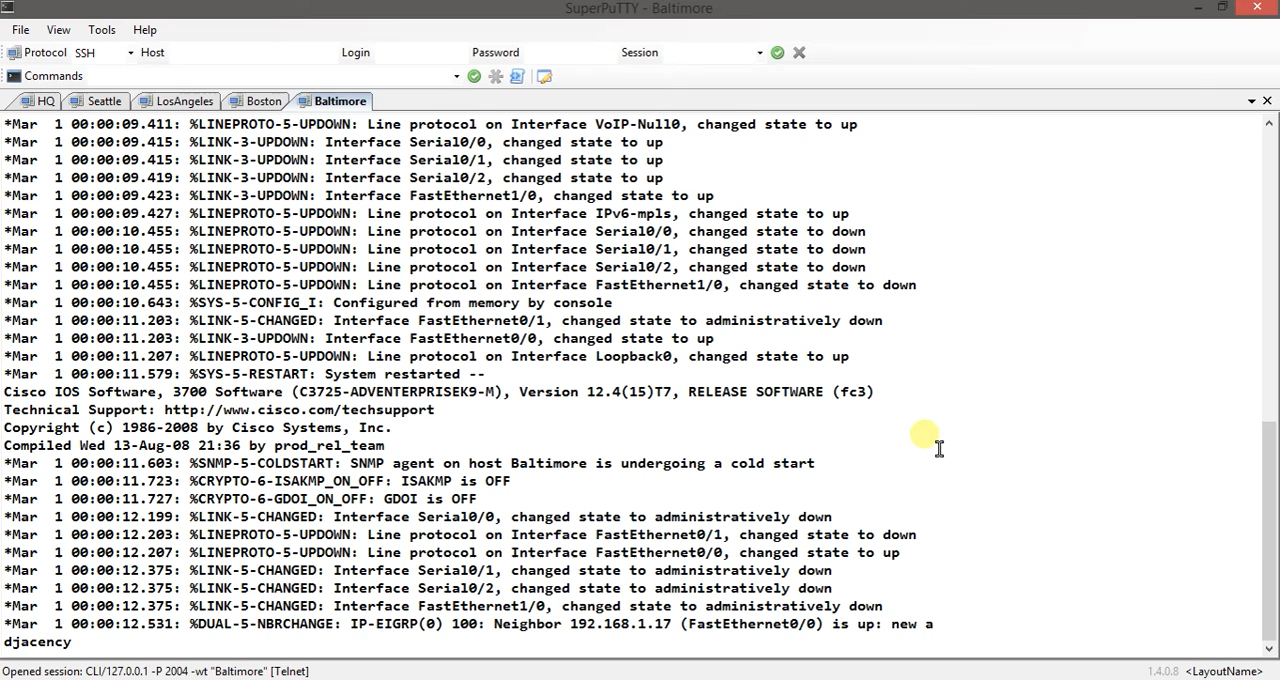 SuperPuTTY - Baltimore
File View Tools Help
Protocol SSH Host Login Password Session
Commands
HQ Seattle LosAngeles Boston Baltimore
*Mar  1 00:00:09.411: %LINEPROTO-5-UPDOWN: Line protocol on Interface VoIP-Null0, changed state to up
*Mar  1 00:00:09.415: %LINK-3-UPDOWN: Interface Serial0/0, changed state to up
*Mar  1 00:00:09.415: %LINK-3-UPDOWN: Interface Serial0/1, changed state to up
*Mar  1 00:00:09.419: %LINK-3-UPDOWN: Interface Serial0/2, changed state to up
*Mar  1 00:00:09.423: %LINK-3-UPDOWN: Interface FastEthernet1/0, changed state to up
*Mar  1 00:00:09.427: %LINEPROTO-5-UPDOWN: Line protocol on Interface IPv6-mpls, changed state to up
*Mar  1 00:00:10.455: %LINEPROTO-5-UPDOWN: Line protocol on Interface Serial0/0, changed state to down
*Mar  1 00:00:10.455: %LINEPROTO-5-UPDOWN: Line protocol on Interface Serial0/1, changed state to down
*Mar  1 00:00:10.455: %LINEPROTO-5-UPDOWN: Line protocol on Interface Serial0/2, changed state to down
*Mar  1 00:00:10.455: %LINEPROTO-5-UPDOWN: Line protocol on Interface FastEthernet1/0, changed state to down
*Mar  1 00:00:10.643: %SYS-5-CONFIG_I: Configured from memory by console
*Mar  1 00:00:11.203: %LINK-5-CHANGED: Interface FastEthernet0/1, changed state to administratively down
*Mar  1 00:00:11.203: %LINK-3-UPDOWN: Interface FastEthernet0/0, changed state to up
*Mar  1 00:00:11.207: %LINEPROTO-5-UPDOWN: Line protocol on Interface Loopback0, changed state to up
*Mar  1 00:00:11.579: %SYS-5-RESTART: System restarted --
Cisco IOS Software, 3700 Software (C3725-ADVENTERPRISEK9-M), Version 12.4(15)T7, RELEASE SOFTWARE (fc3)
Technical Support: http://www.cisco.com/techsupport
Copyright (c) 1986-2008 by Cisco Systems, Inc.
Compiled Wed 13-Aug-08 21:36 by prod_rel_team
*Mar  1 00:00:11.603: %SNMP-5-COLDSTART: SNMP agent on host Baltimore is undergoing a cold start
*Mar  1 00:00:11.723: %CRYPTO-6-ISAKMP_ON_OFF: ISAKMP is OFF
*Mar  1 00:00:11.727: %CRYPTO-6-GDOI_ON_OFF: GDOI is OFF
*Mar  1 00:00:12.199: %LINK-5-CHANGED: Interface Serial0/0, changed state to administratively down
*Mar  1 00:00:12.203: %LINEPROTO-5-UPDOWN: Line protocol on Interface FastEthernet0/1, changed state to down
*Mar  1 00:00:12.207: %LINEPROTO-5-UPDOWN: Line protocol on Interface FastEthernet0/0, changed state to up
*Mar  1 00:00:12.375: %LINK-5-CHANGED: Interface Serial0/1, changed state to administratively down
*Mar  1 00:00:12.375: %LINK-5-CHANGED: Interface Serial0/2, changed state to administratively down
*Mar  1 00:00:12.375: %LINK-5-CHANGED: Interface FastEthernet1/0, changed state to administratively down
*Mar  1 00:00:12.531: %DUAL-5-NBRCHANGE: IP-EIGRP(0) 100: Neighbor 192.168.1.17 (FastEthernet0/0) is up: new a
djacency
Opened session: CLI/127.0.0.1 -P 2004 -wt "Baltimore" [Telnet] 1.4.0.8 <LayoutName>